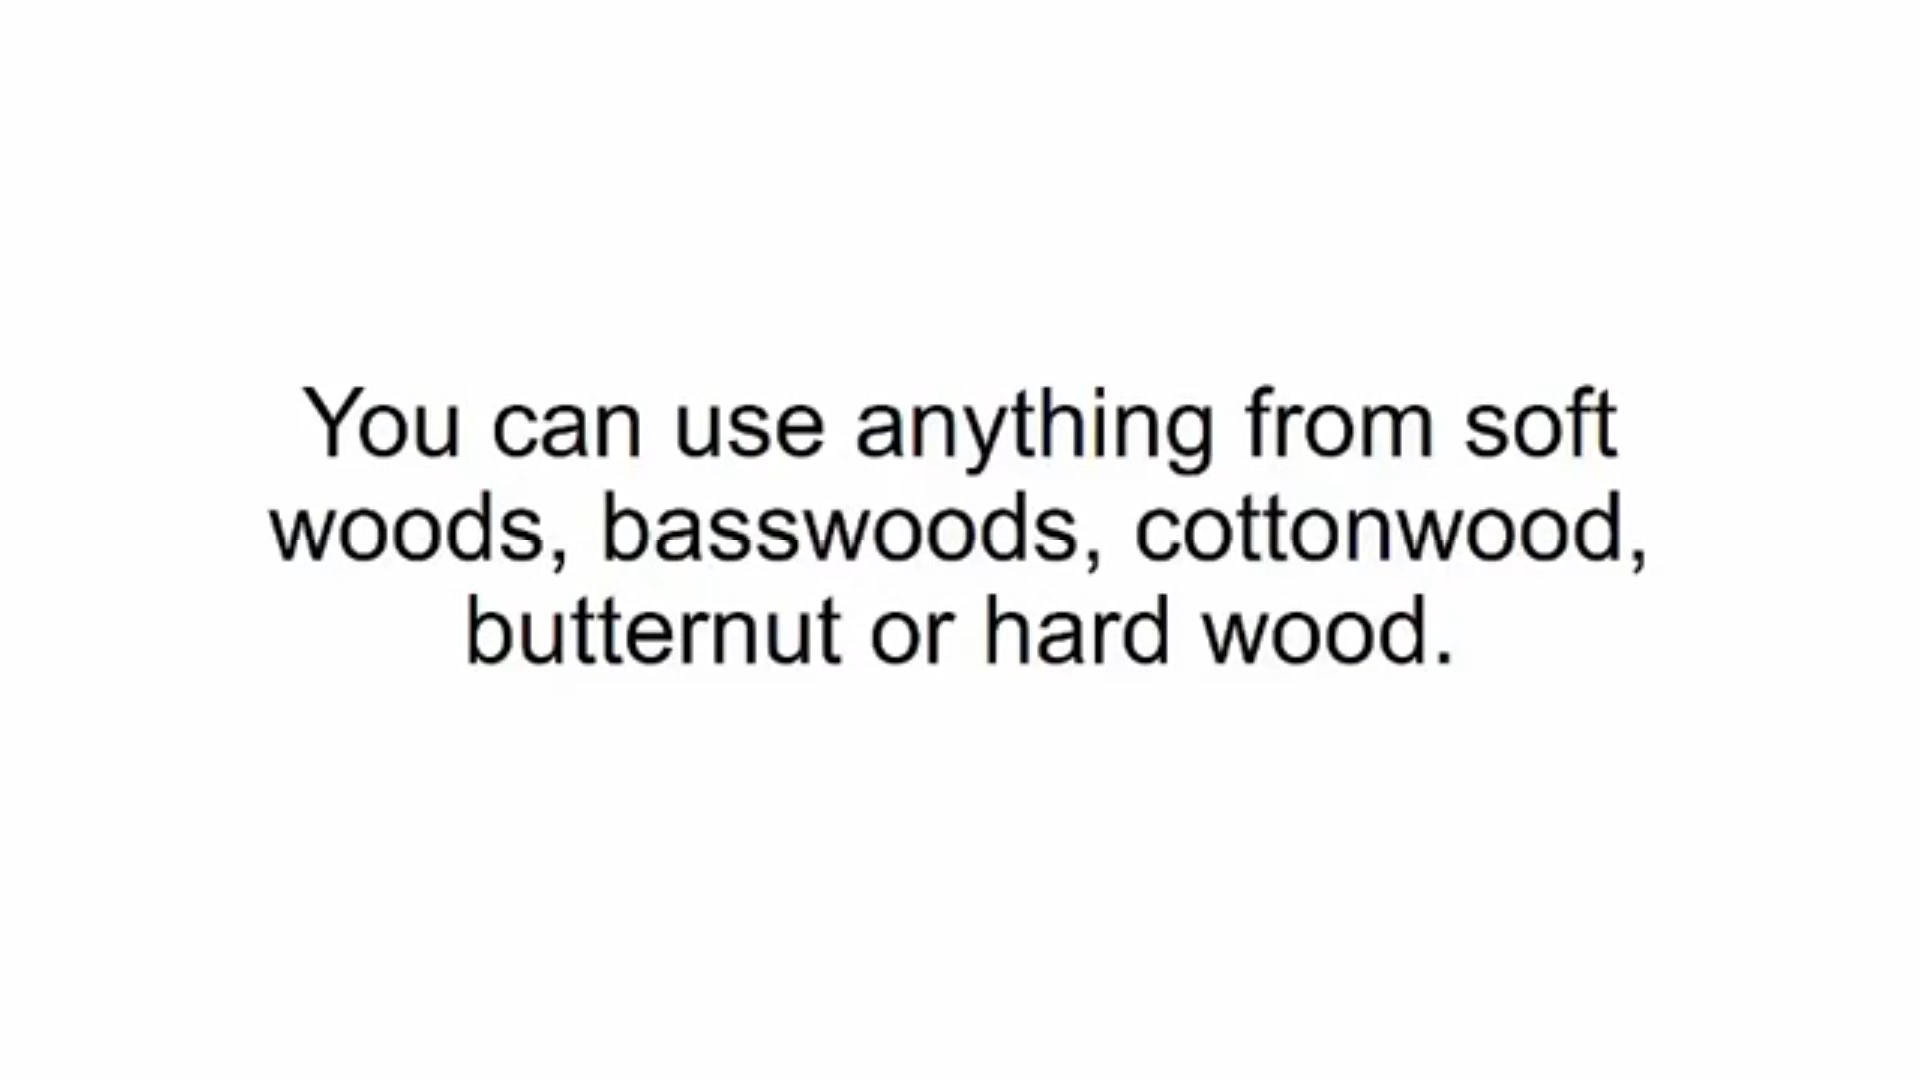 You can use anything from soft
woods, basswoods, cottonwood,
butternut or hard wood.